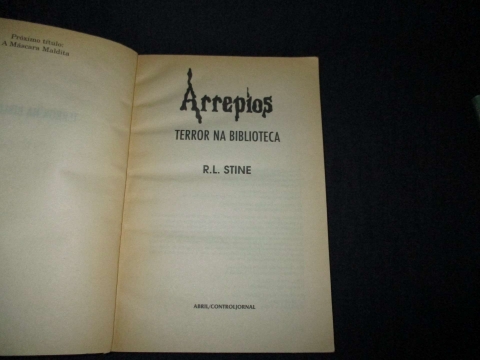 Próximo título:
A Máscara Maldita
Arrepios
TERROR NA BIBLIOTECA
R.L. STINE
ABRIL/CONTROLJORNAL